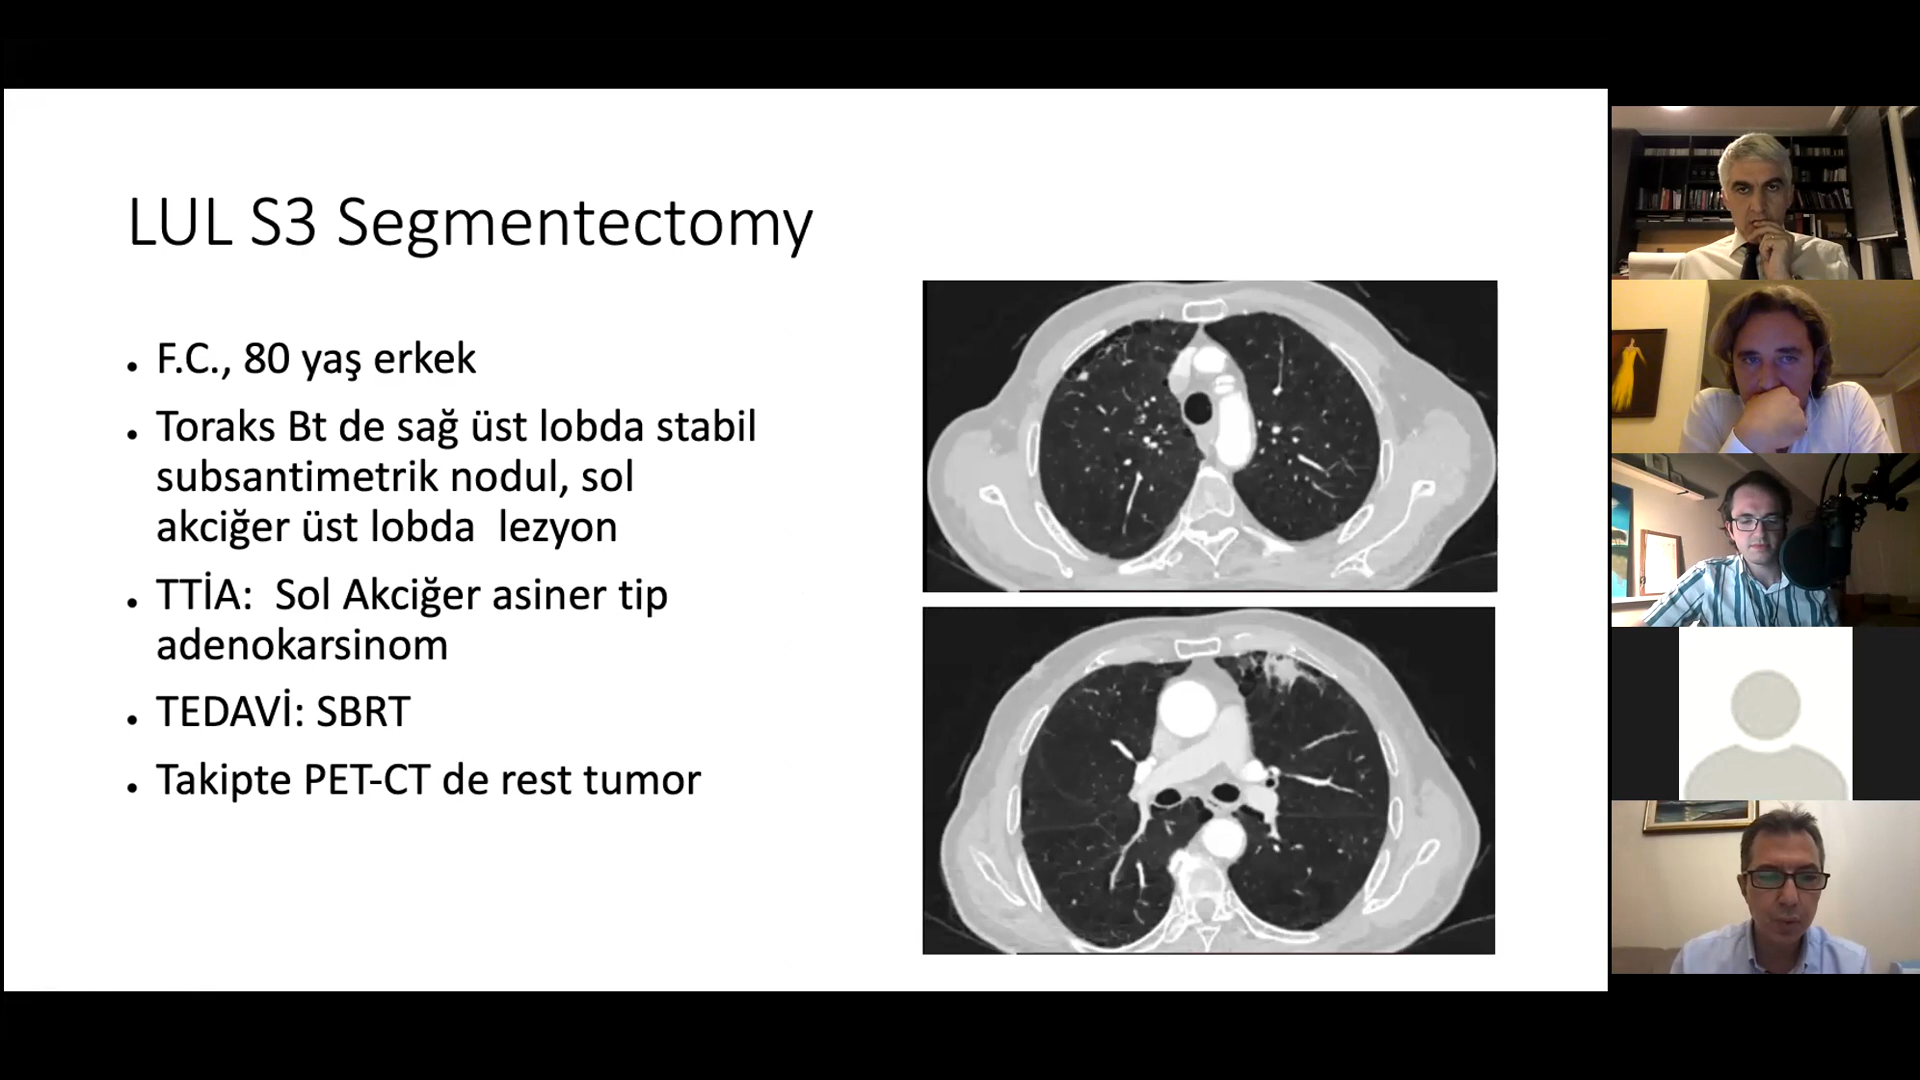 LUL S3 Segmentectomy
• F.C., 80 yaş erkek
• Toraks Bt de sağ üst lobda stabil
subsantimetrik nodul, sol
akciğer üst lobda lezyon
• TTİA: Sol Akciğer asiner tip
adenokarsinom
• TEDAVİ: SBRT
• Takipte PET-CT de rest tumor